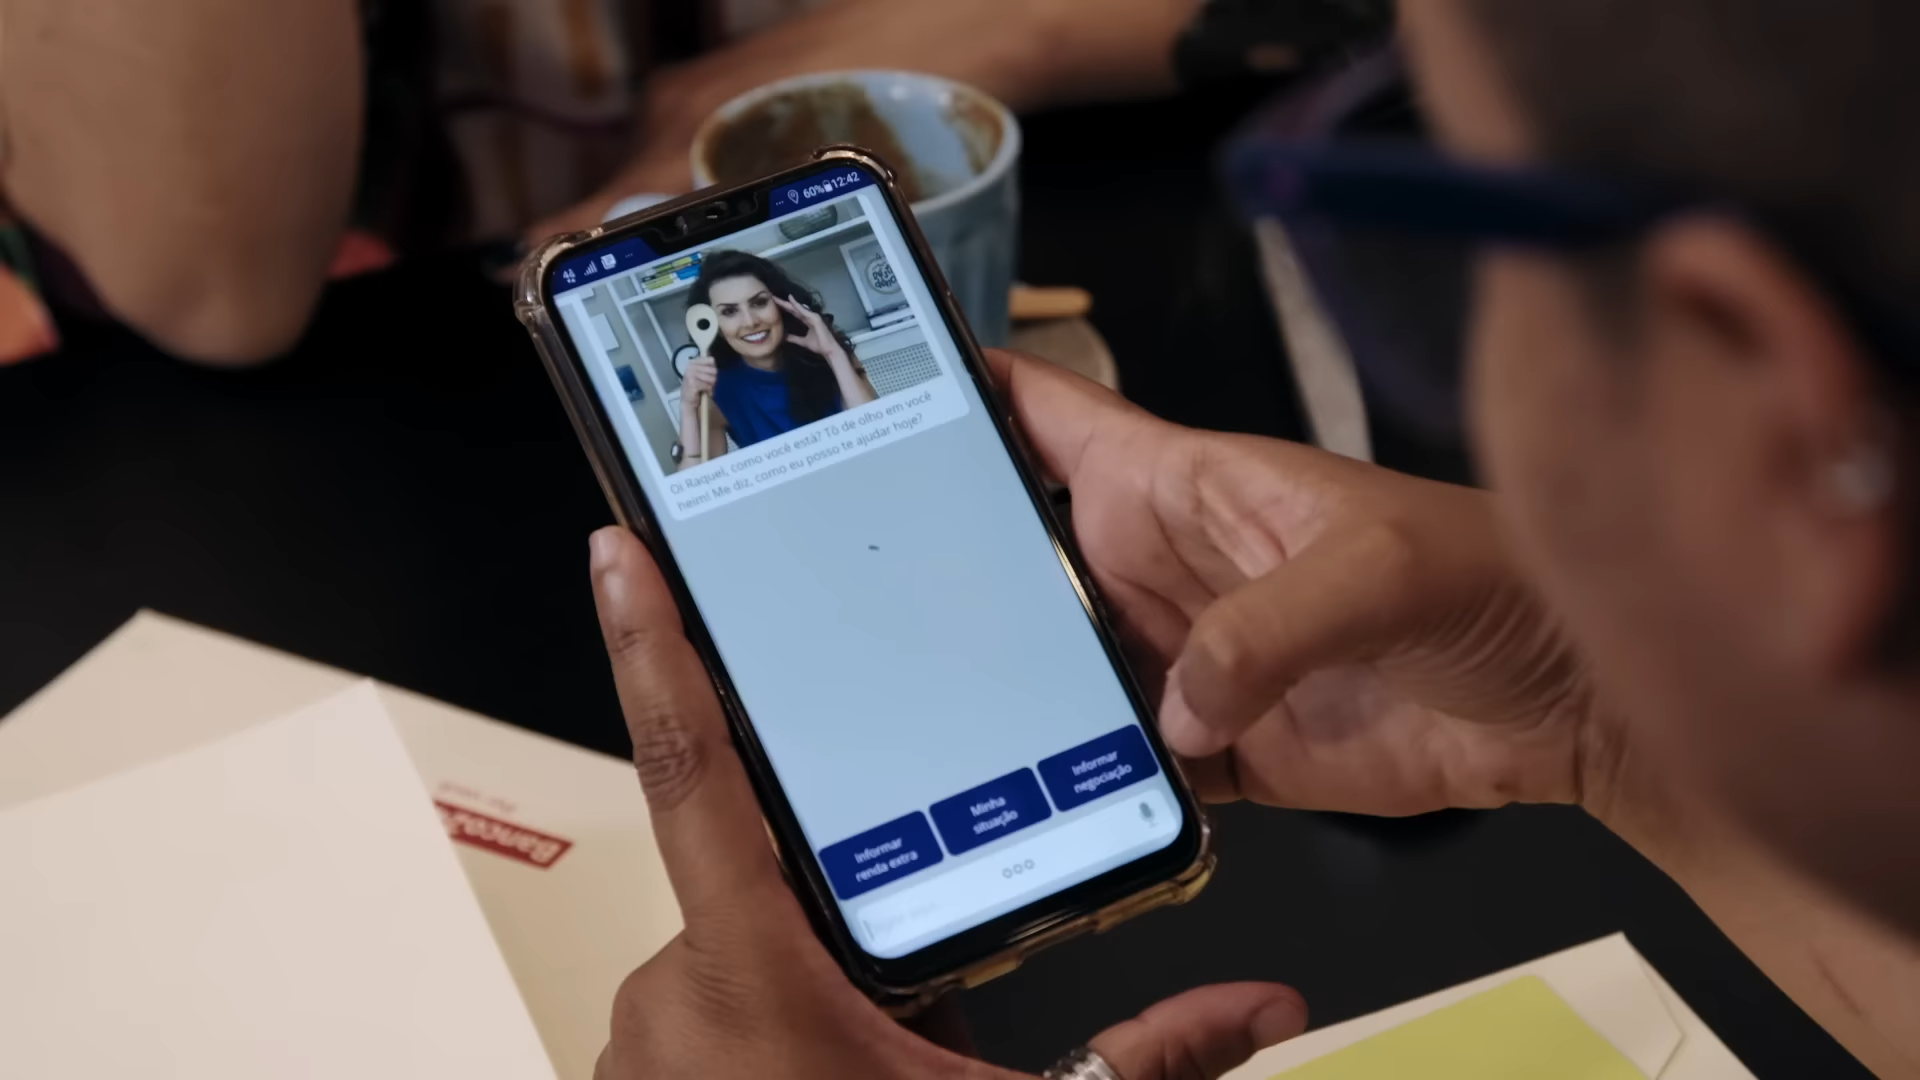 60% 12:42
Oi Raquel, como você está? Tô de olho em você
heim! Me diz, como eu posso te ajudar hoje?
Informar
renda extra
Minha
situação
Informar
negociação